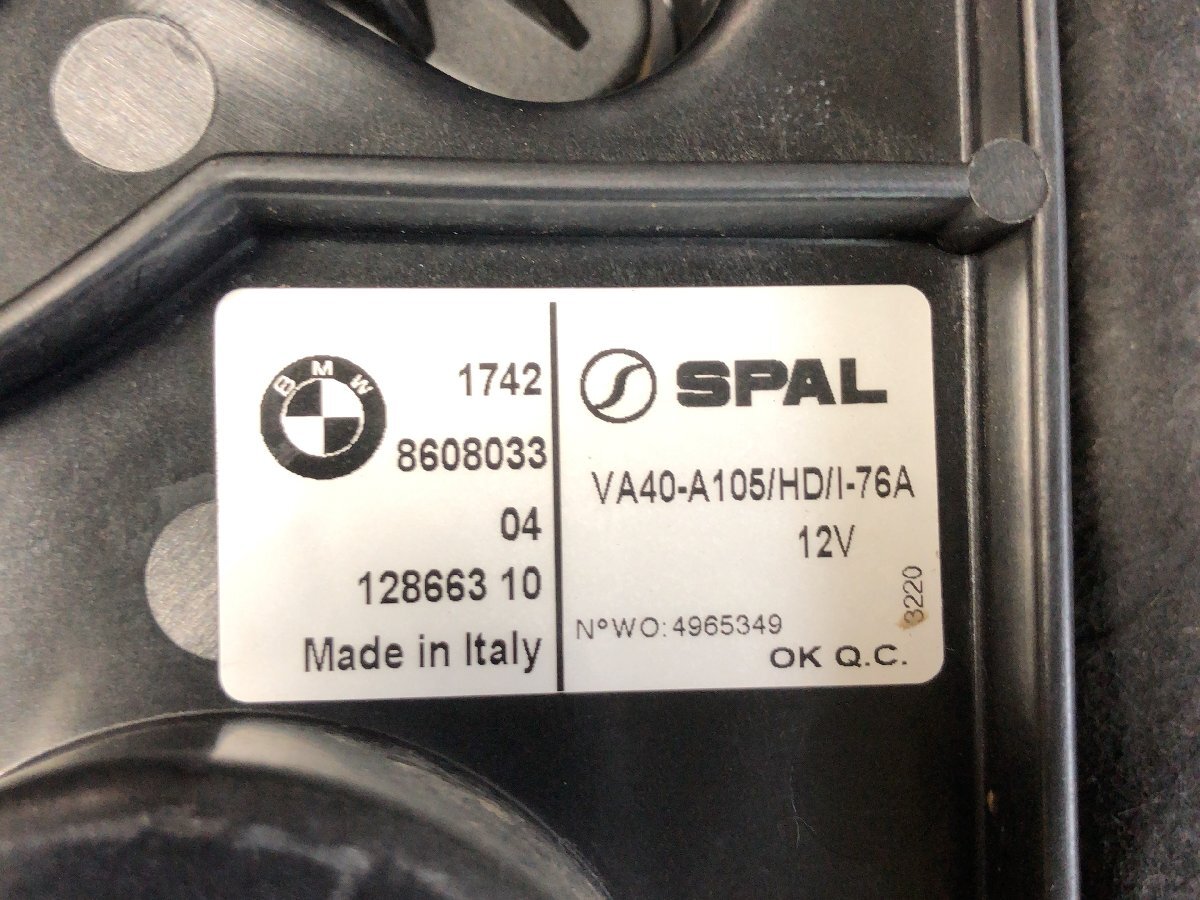 BMW
1742
8608033
04
128663 10
Made in Italy
SPAL
VA40-A105/HD/I-76A
12V
3220
N°WO: 4965349
OK Q.C.